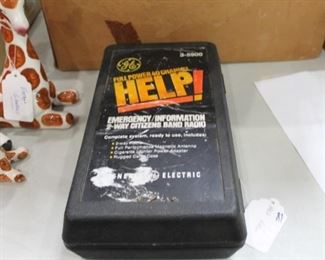 GE
3-5900
FULL POWER 40 CHANNEL
HELP!
EMERGENCY/INFORMATION
2-WAY CITIZENS BAND RADIO
Complete system, ready to use, includes:
• Full Performance Magnetic Antenna
• Cigarette Lighter Power Adapter
• Rugged Carry Case
ELECTRIC